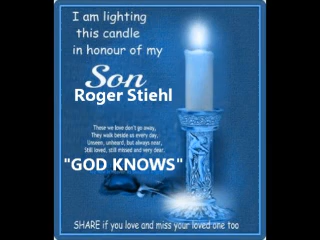 I am lighting
this candle
in honour of my
Son
Roger Stiehl
Those we love don't go away,
They walk beside us every day,
Unseen, unheard, but always near,
Still loved, still missed and very dear.
"GOD KNOWS"
SHARE if you love and miss your loved one too